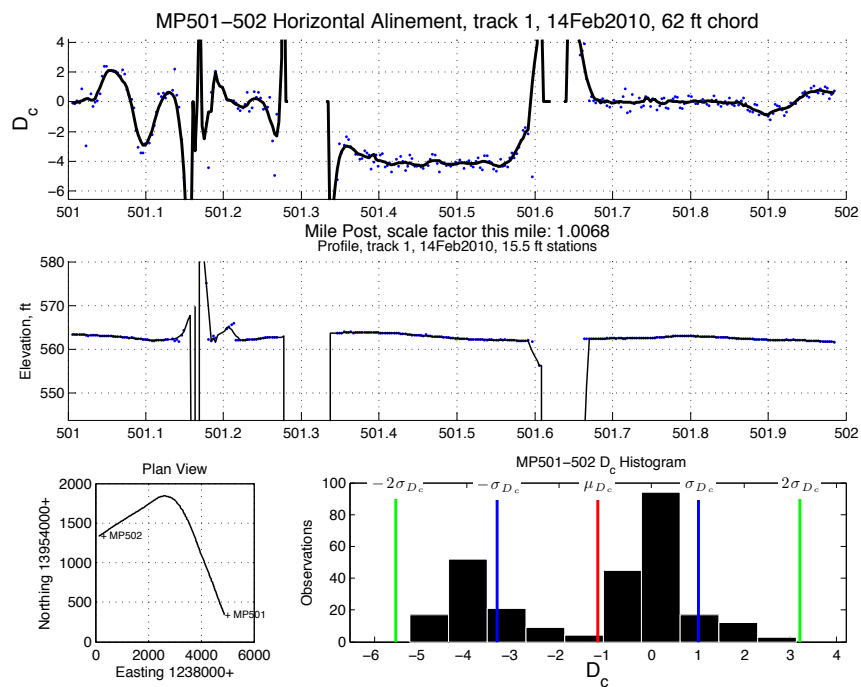 MP501−502 Horizontal Alinement, track 1, 14Feb2010, 62 ft chord
4
2
0
−2
−4
−6
D_c
501 501.1 501.2 501.3 501.4 501.5 501.6 501.7 501.8 501.9 502
Mile Post, scale factor this mile: 1.0068
Profile, track 1, 14Feb2010, 15.5 ft stations
580
570
560
550
Elevation, ft
501 501.1 501.2 501.3 501.4 501.5 501.6 501.7 501.8 501.9 502
Plan View
2000
1500
1000
500
0
Northing 13954000+
+ MP502
+ MP501
0 2000 4000 6000
Easting 1238000+
MP501−502 D_c Histogram
−2σ_{D_c} −σ_{D_c} μ_{D_c} σ_{D_c} 2σ_{D_c}
100
80
60
40
20
0
Observations
−6 −5 −4 −3 −2 −1 0 1 2 3 4
D_c